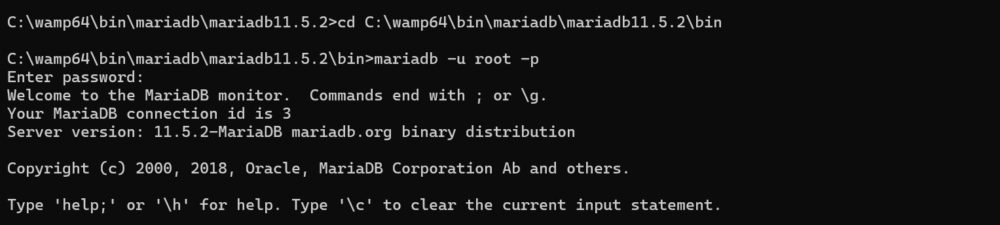 C:\wamp64\bin\mariadb\mariadb11.5.2>cd C:\wamp64\bin\mariadb\mariadb11.5.2\bin
C:\wamp64\bin\mariadb\mariadb11.5.2\bin>mariadb -u root -p
Enter password:
Welcome to the MariaDB monitor.  Commands end with ; or \g.
Your MariaDB connection id is 3
Server version: 11.5.2-MariaDB mariadb.org binary distribution
Copyright (c) 2000, 2018, Oracle, MariaDB Corporation Ab and others.
Type 'help;' or '\h' for help. Type '\c' to clear the current input statement.